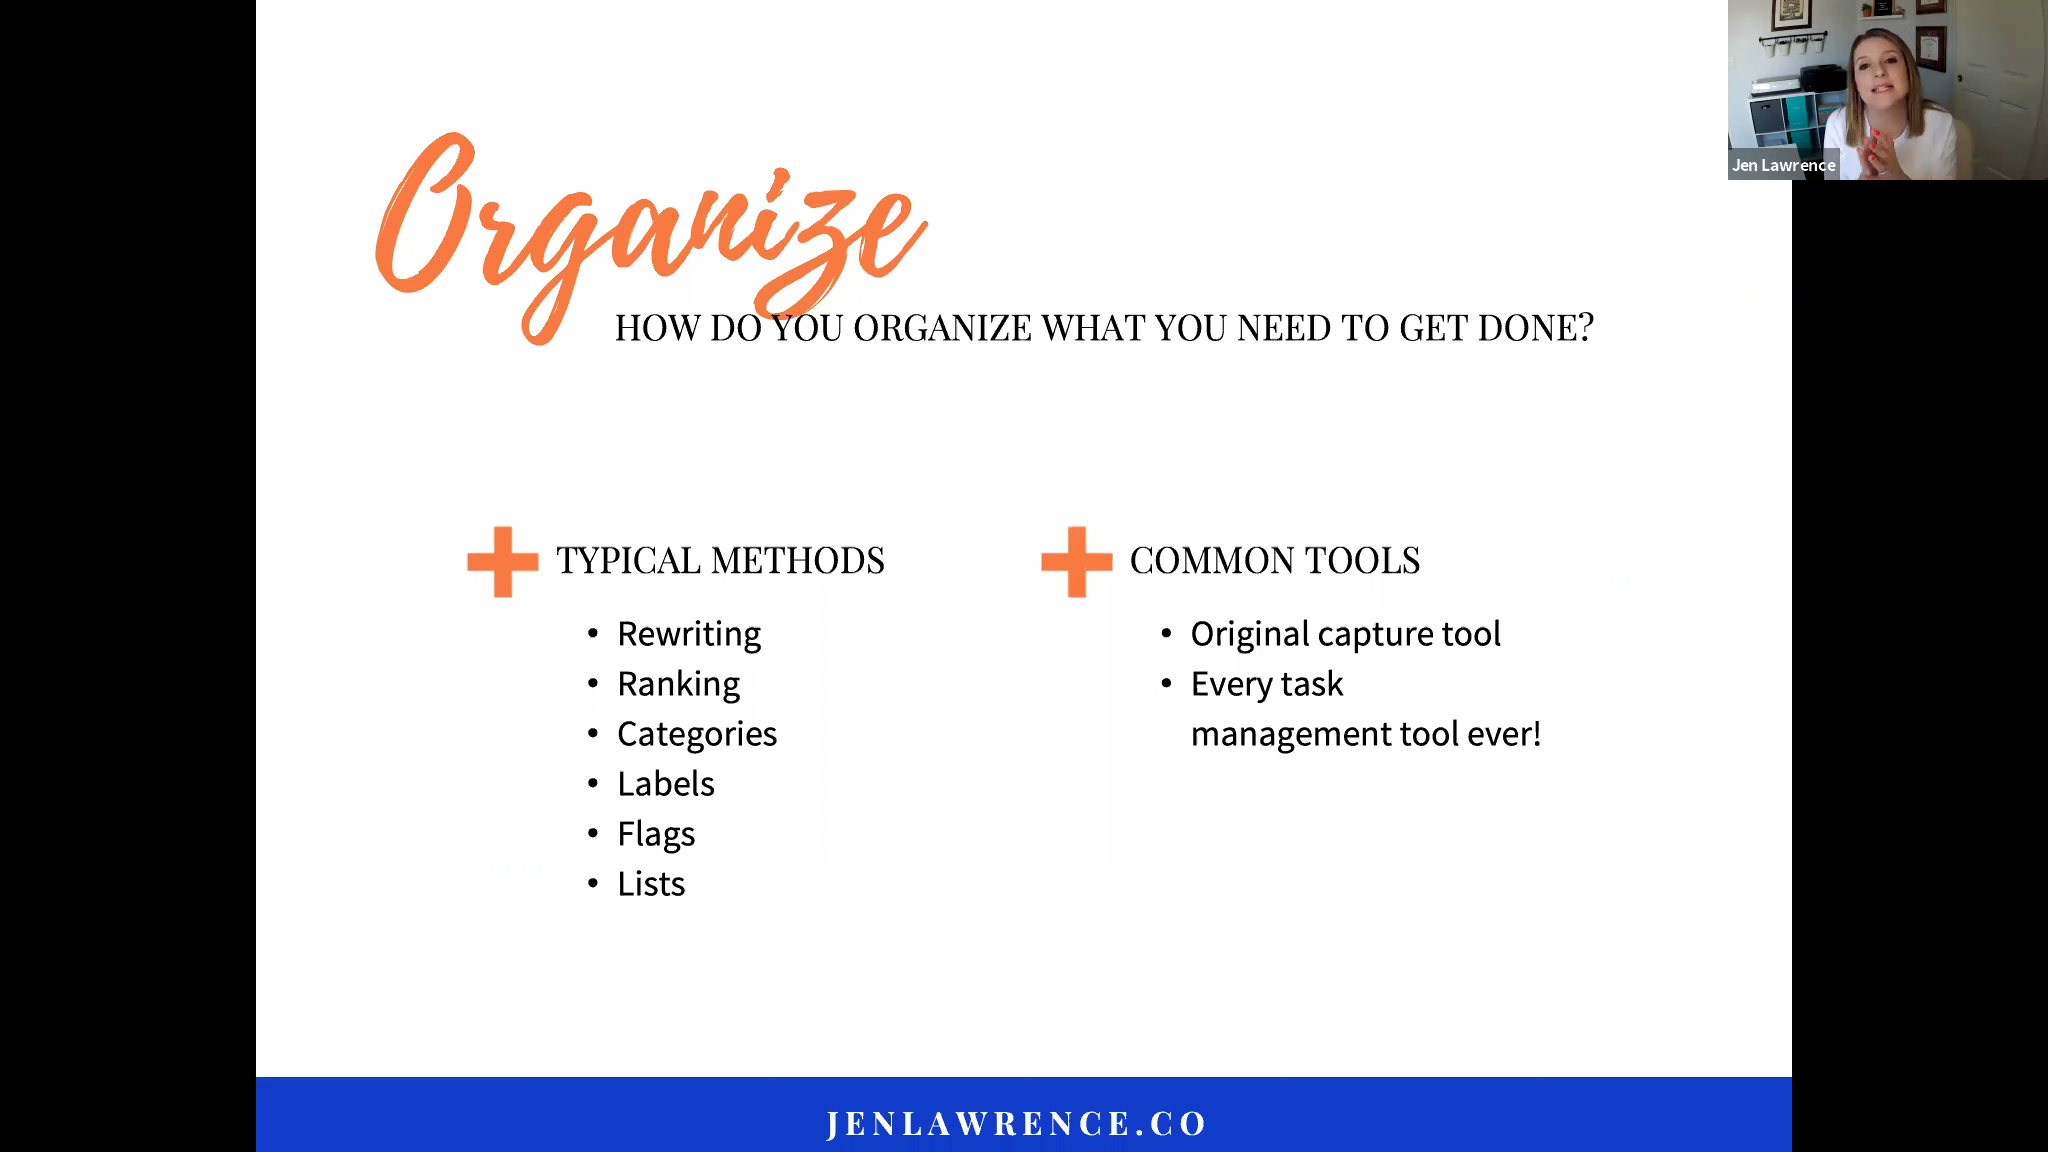 Organize
HOW DO YOU ORGANIZE WHAT YOU NEED TO GET DONE?
TYPICAL METHODS
• Rewriting
• Ranking
• Categories
• Labels
• Flags
• Lists
COMMON TOOLS
• Original capture tool
• Every task
management tool ever!
Jen Lawrence
JENLAWRENCE.CO